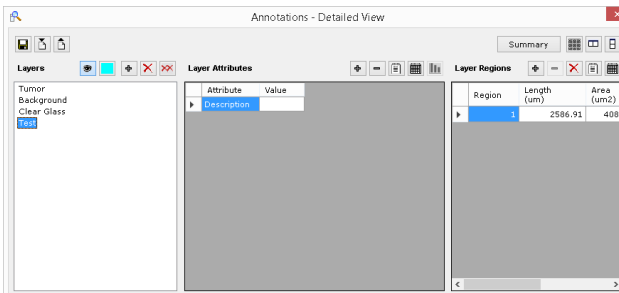 Annotations - Detailed View
Summary
Layers
Layer Attributes
Layer Regions
Tumor
Background
Clear Glass
Test
Attribute Value
Description
Region Length (um) Area (um2)
1 2586.91 408